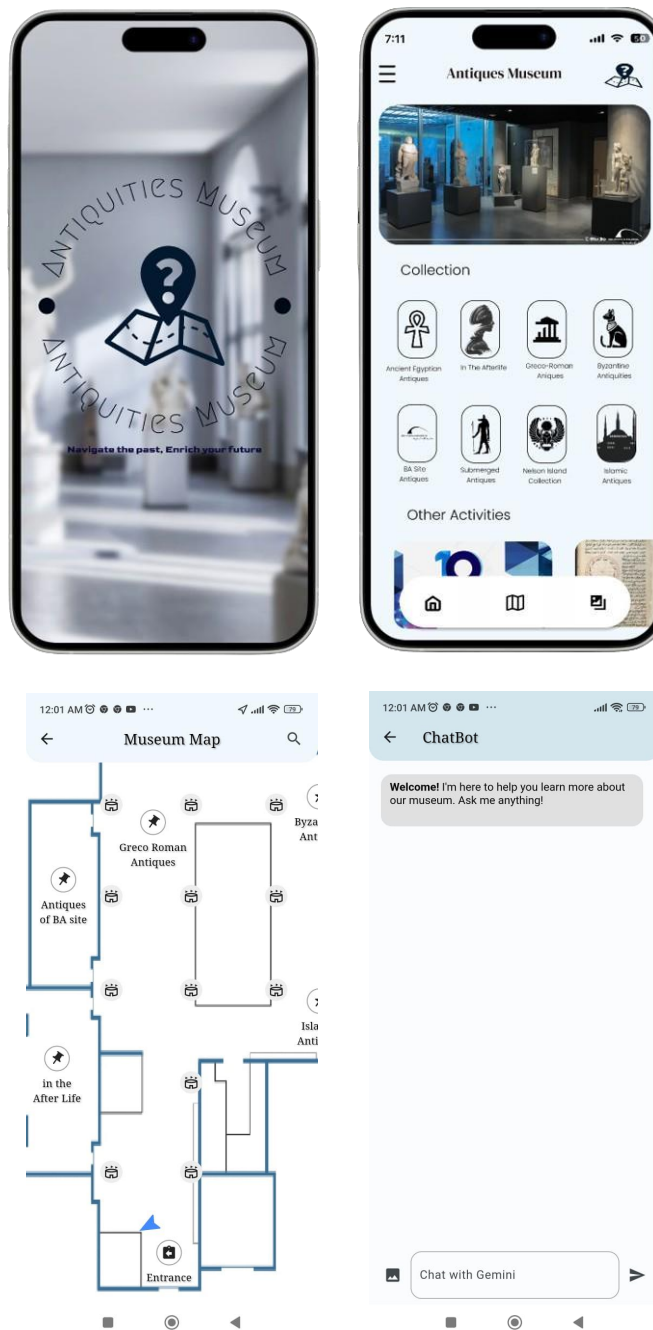 ANTIQUITIES MUSEUM
ANTIQUITIES MUSEUM
Navigate the past, Enrich your future
7:11
Antiques Museum
Collection
Ancient Egyptian
Antiques
In The Afterlife
Greco-Roman
Aniques
Byzantine
Antiquities
BA Site
Antiques
Submerged
Antiques
Nelson Island
Collection
Islamic
Antiques
Other Activities
12:01 AM
79
Museum Map
Greco Roman
Antiques
Byza
Ant
Antiques
of BA site
Isla
Anti
in the
After Life
Entrance
12:01 AM
79
ChatBot
Welcome! I'm here to help you learn more about
our museum. Ask me anything!
Chat with Gemini